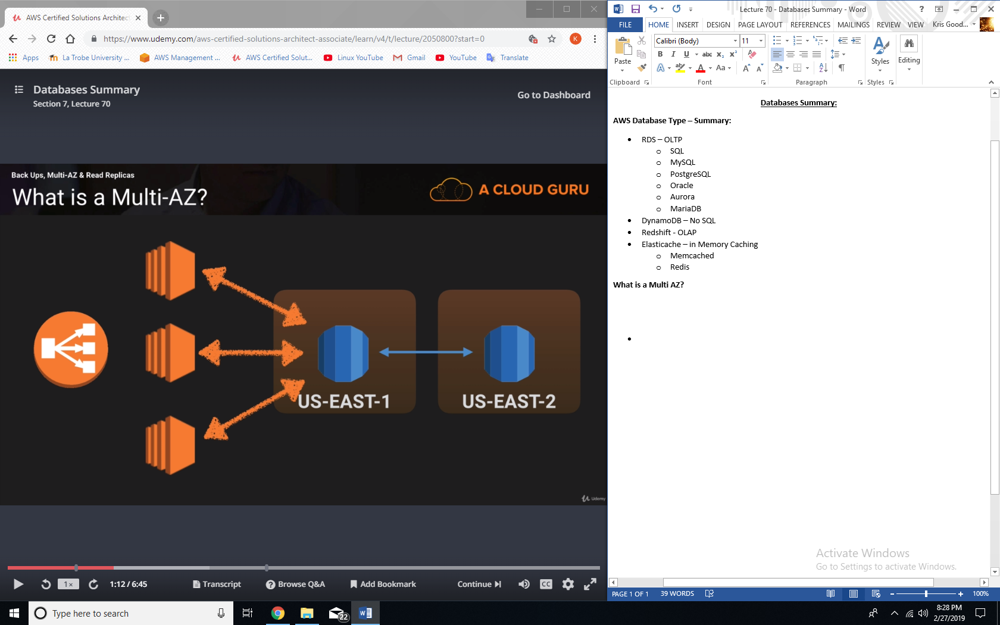 AWS Certified Solutions Architect
https://www.udemy.com/aws-certified-solutions-architect-associate/learn/v4/t/lecture/2050800?start=0
K
Apps La Trobe University ... AWS Management ... AWS Certified Solut... Linux YouTube Gmail YouTube Translate
Databases Summary
Section 7, Lecture 70
Go to Dashboard
Back Ups, Multi-AZ & Read Replicas
What is a Multi-AZ?
A CLOUD GURU
US-EAST-1
US-EAST-2
Udemy
1x
1:12 / 6:45
Transcript
Browse Q&A
Add Bookmark
Continue
CC
Lecture 70 - Databases Summary - Word
FILE HOME INSERT DESIGN PAGE LAYOUT REFERENCES MAILINGS REVIEW VIEW Kris Good...
Calibri (Body) 11
Paste
B I U abc x₂ x²
A ab A Aa A A
Styles
Editing
Clipboard Font Paragraph Styles
Databases Summary:
AWS Database Type – Summary:
• RDS – OLTP
o SQL
o MySQL
o PostgreSQL
o Oracle
o Aurora
o MariaDB
• DynamoDB – No SQL
• Redshift - OLAP
• Elasticache – in Memory Caching
o Memcached
o Redis
What is a Multi AZ?
•
Activate Windows
Go to Settings to activate Windows.
PAGE 1 OF 1 39 WORDS 100%
Type here to search
22
8:28 PM
2/27/2019